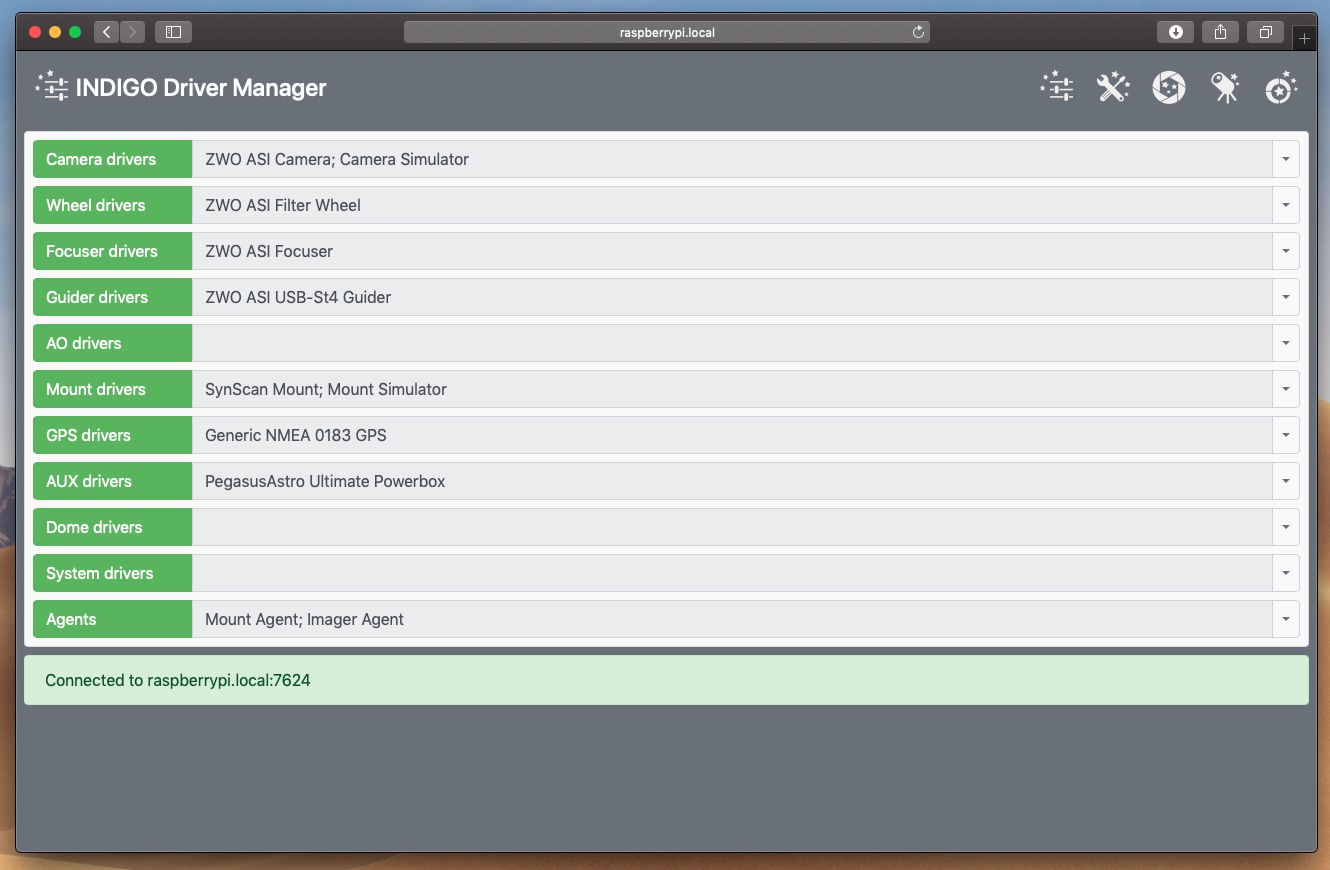 raspberrypi.local
INDIGO Driver Manager
Camera drivers ZWO ASI Camera; Camera Simulator
Wheel drivers ZWO ASI Filter Wheel
Focuser drivers ZWO ASI Focuser
Guider drivers ZWO ASI USB-St4 Guider
AO drivers
Mount drivers SynScan Mount; Mount Simulator
GPS drivers Generic NMEA 0183 GPS
AUX drivers PegasusAstro Ultimate Powerbox
Dome drivers
System drivers
Agents Mount Agent; Imager Agent
Connected to raspberrypi.local:7624